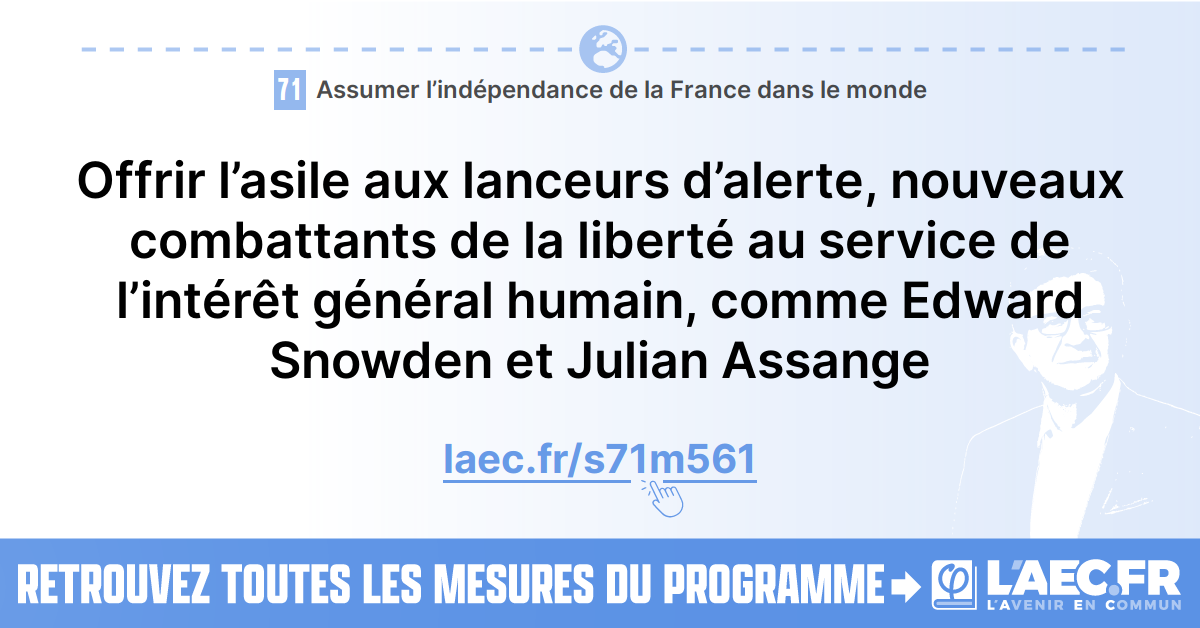 71 Assumer l’indépendance de la France dans le monde
Offrir l’asile aux lanceurs d’alerte, nouveaux
combattants de la liberté au service de
l’intérêt général humain, comme Edward
Snowden et Julian Assange
laec.fr/s71m561
RETROUVEZ TOUTES LES MESURES DU PROGRAMME
L’AEC.FR
L’AVENIR EN COMMUN